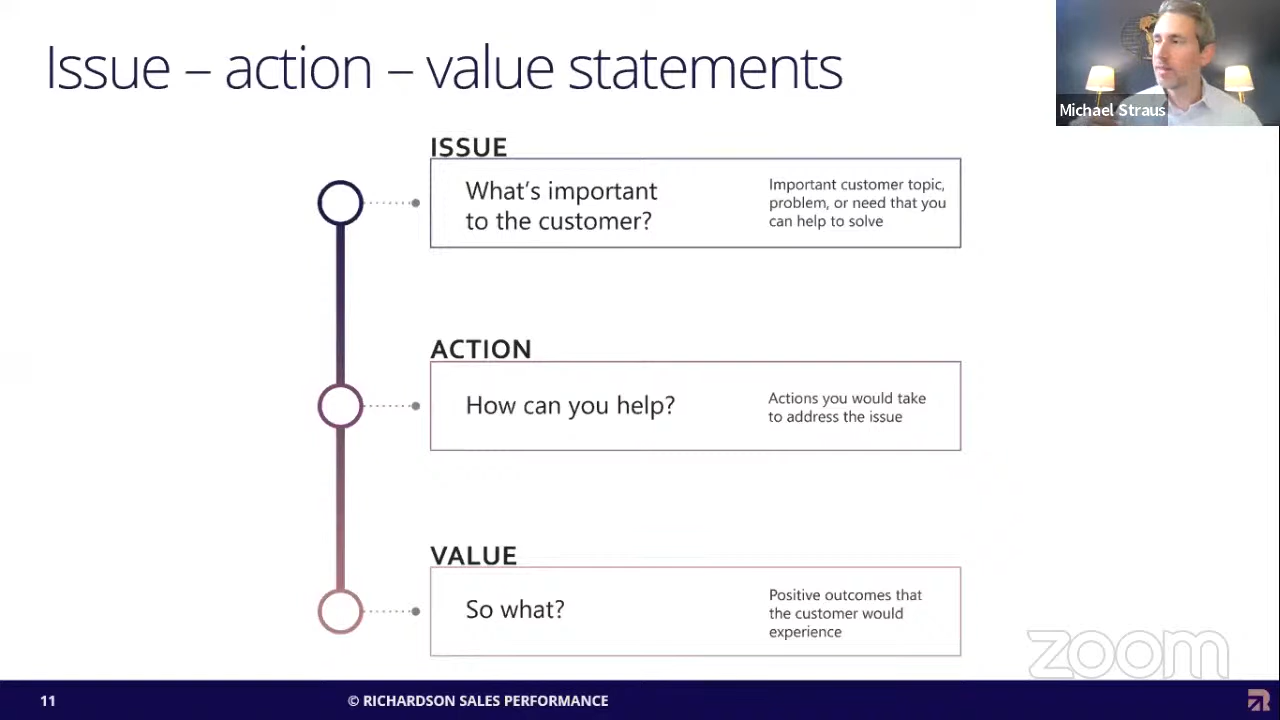 Issue – action – value statements
Michael Straus
ISSUE
What's important
to the customer?
Important customer topic,
problem, or need that you
can help to solve
ACTION
How can you help?
Actions you would take
to address the issue
VALUE
So what?
Positive outcomes that
the customer would
experience
zoom
11
© RICHARDSON SALES PERFORMANCE